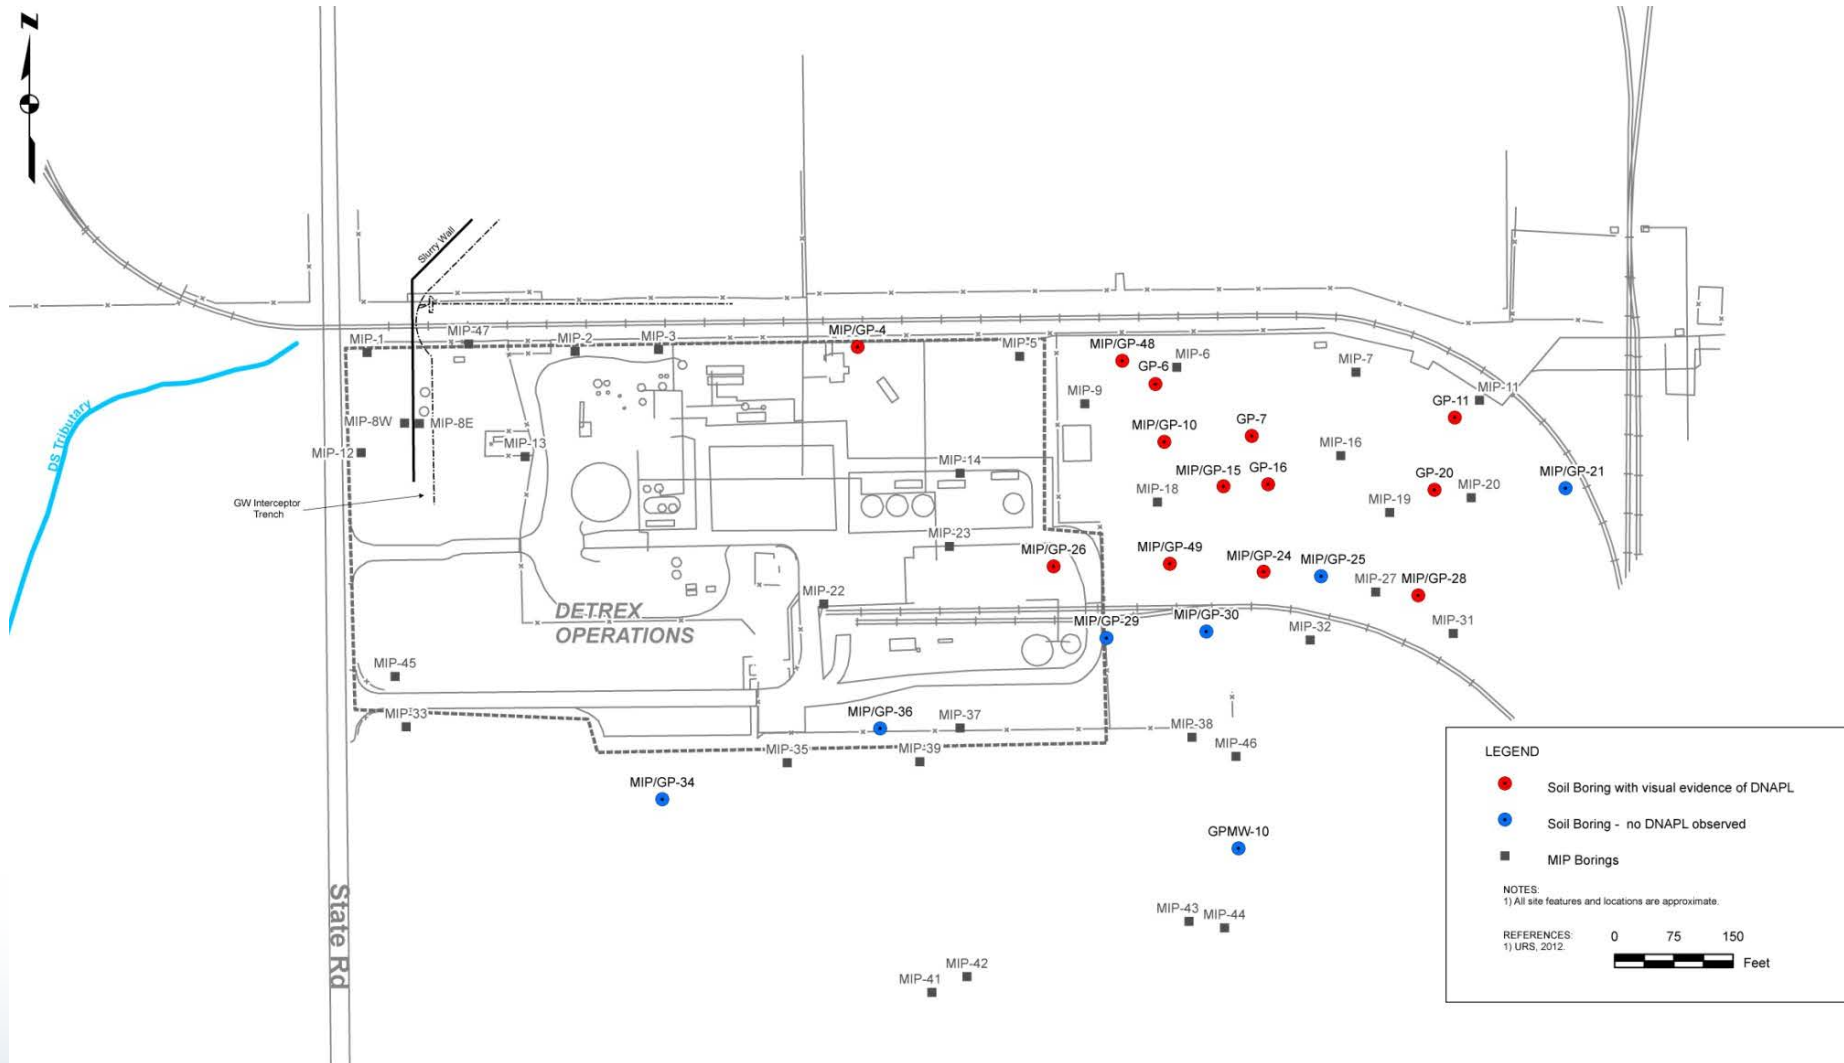 Z
Slurry Wall
MIP-1
MIP-47
MIP-2
MIP-3
MIP/GP-4
MIP-5
MIP/GP-48
MIP-6
GP-6
MIP-7
MIP-9
MIP-11
GP-11
DS Tributary
MIP-8W
MIP-8E
MIP/GP-10
GP-7
MIP-12
MIP-13
MIP-14
MIP-16
MIP/GP-15
GP-16
GP-20
MIP/GP-21
MIP-18
MIP-19
MIP-20
GW Interceptor
Trench
MIP-23
MIP/GP-26
MIP/GP-49
MIP/GP-24
MIP/GP-25
MIP-27
MIP/GP-28
MIP-22
DETREX
OPERATIONS
MIP/GP-29
MIP/GP-30
MIP-32
MIP-31
MIP-45
MIP-33
MIP/GP-36
MIP-37
MIP-38
MIP-46
MIP-35
MIP-39
MIP/GP-34
GPMW-10
State Rd
MIP-43
MIP-44
MIP-41
MIP-42
LEGEND
Soil Boring with visual evidence of DNAPL
Soil Boring - no DNAPL observed
MIP Borings
NOTES:
1) All site features and locations are approximate.
REFERENCES:
1) URS, 2012.
0 75 150
Feet